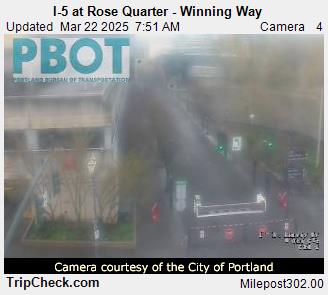 I-5 at Rose Quarter - Winning Way
Updated Mar 22 2025 7:51 AM Camera 4
PBOT
PORTLAND BUREAU OF TRANSPORTATION
Camera courtesy of the City of Portland
TripCheck.com Milepost302.00